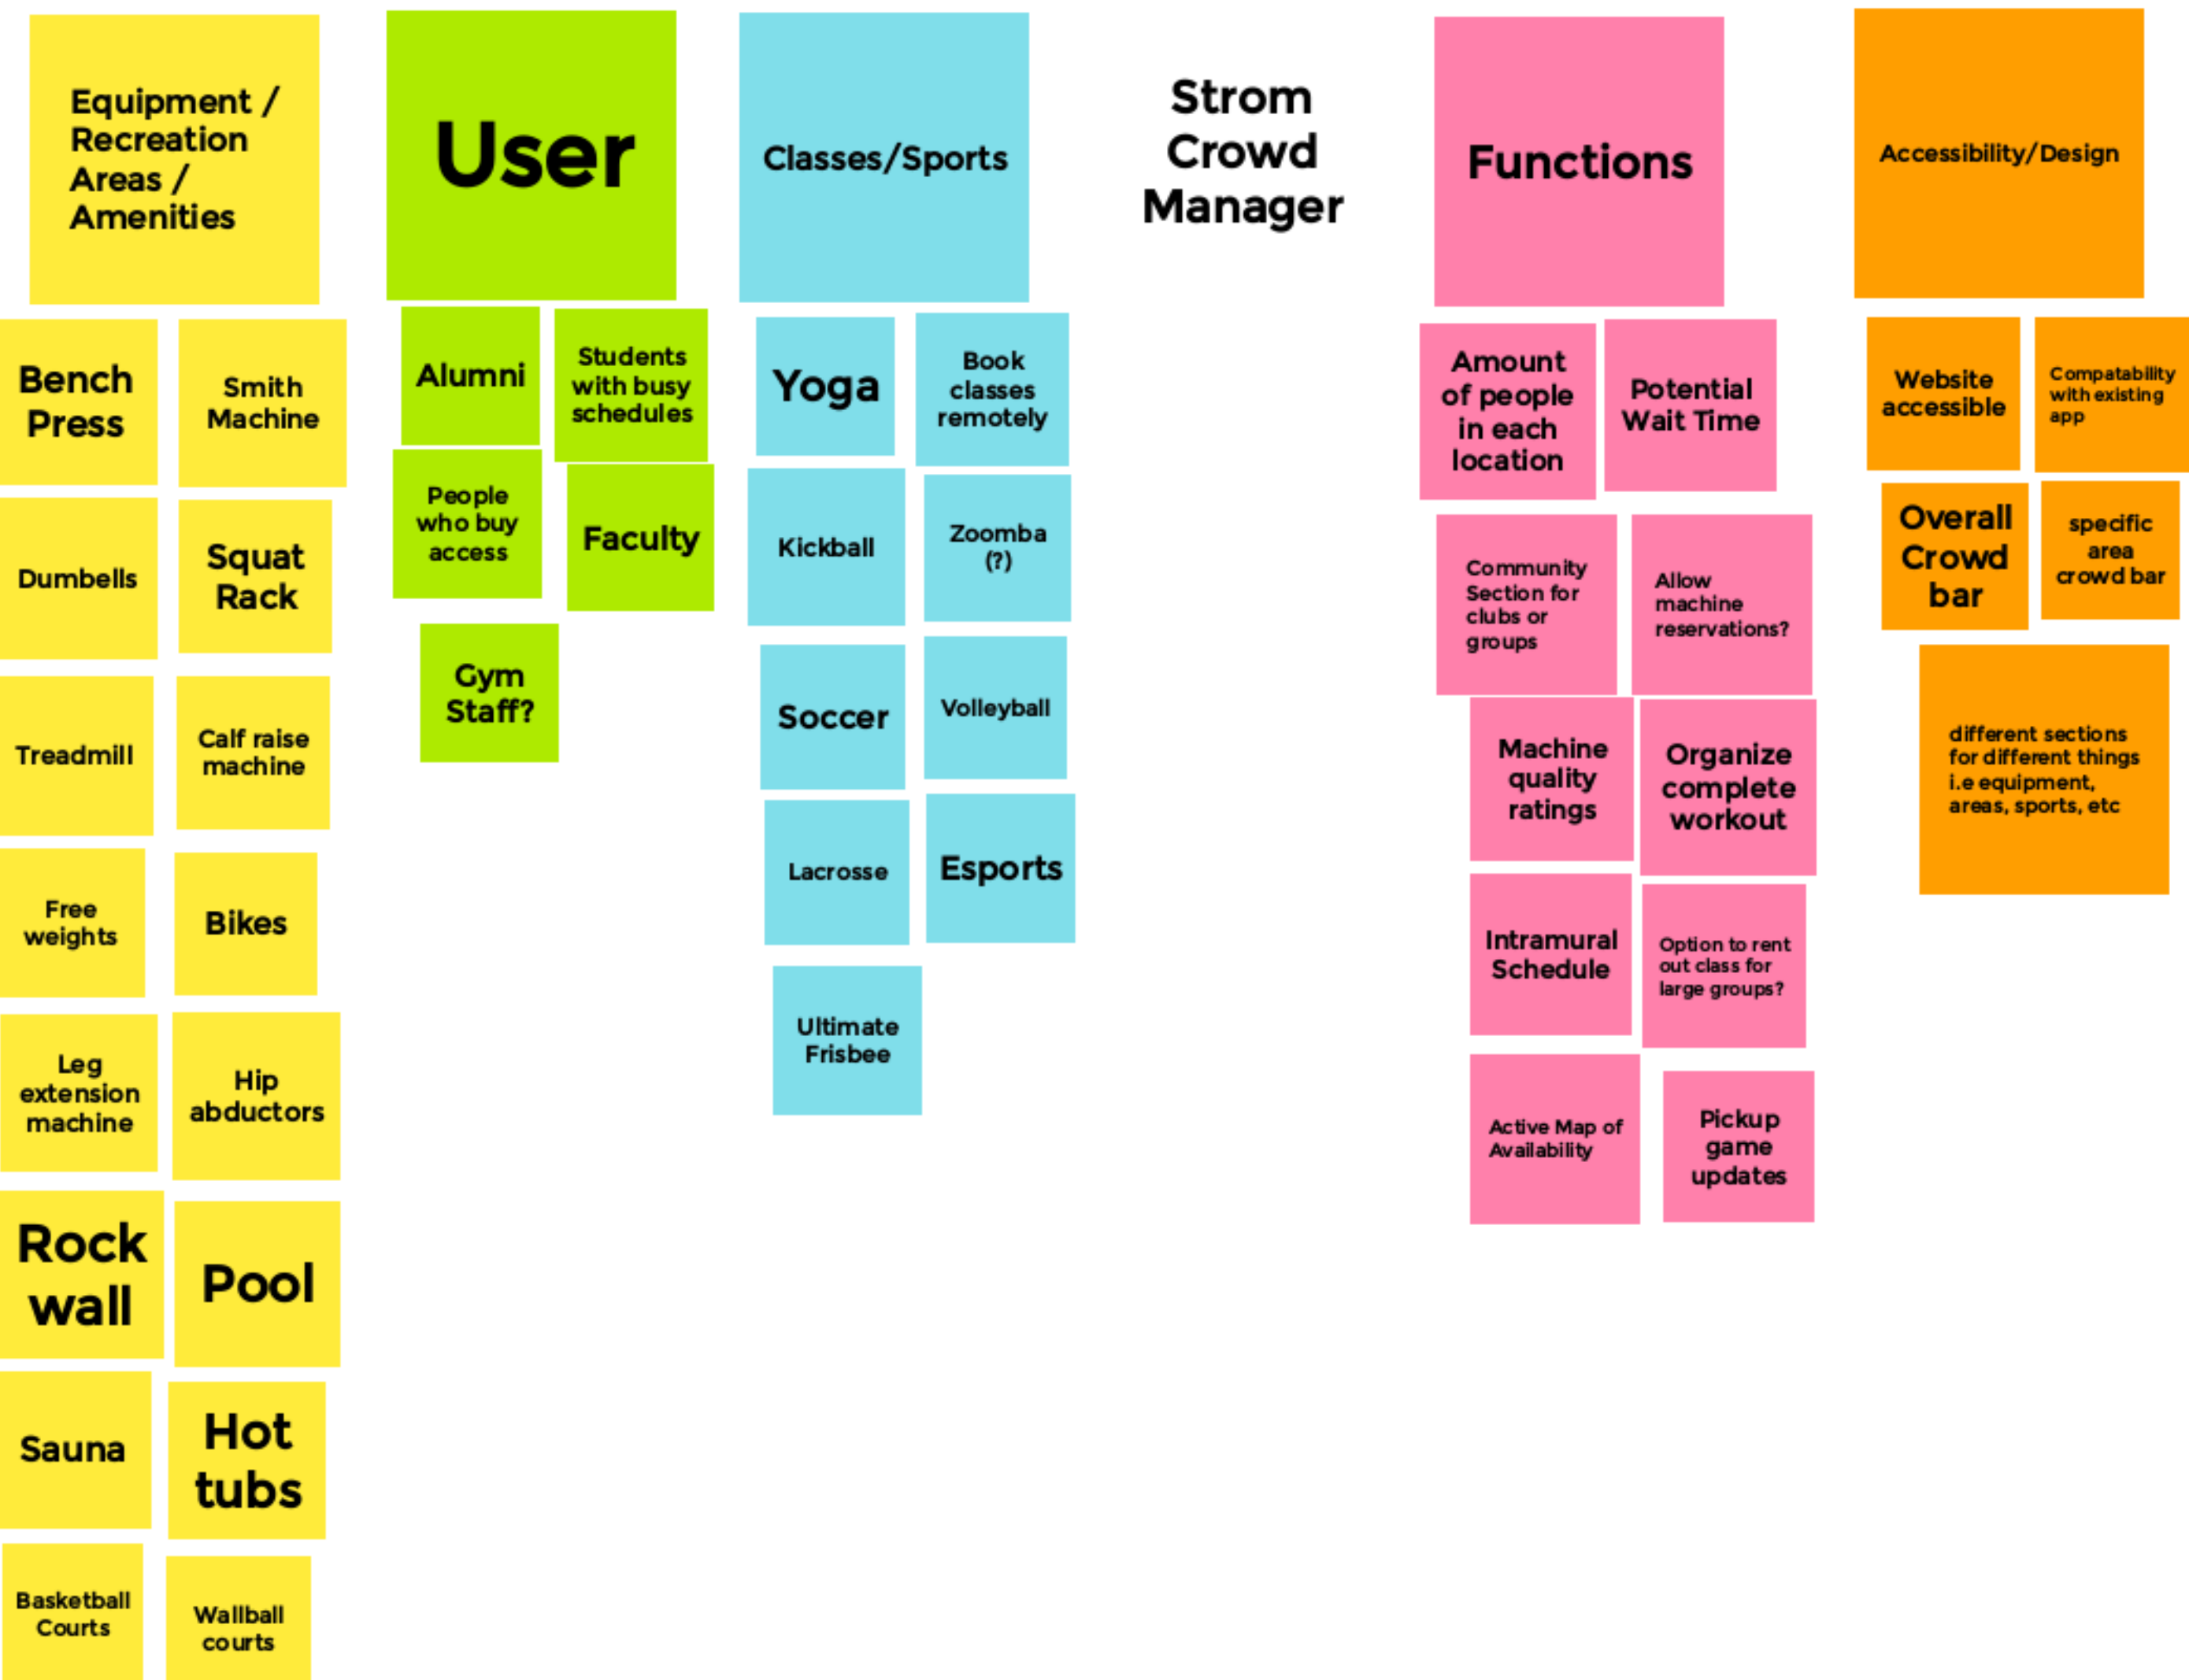 Equipment /
Recreation
Areas /
Amenities
Bench
Press
Smith
Machine
Dumbells
Squat
Rack
Treadmill
Calf raise
machine
Free
weights
Bikes
Leg
extension
machine
Hip
abductors
Rock
wall
Pool
Sauna
Hot
tubs
Basketball
Courts
Wallball
courts
User
Alumni
Students
with busy
schedules
People
who buy
access
Faculty
Gym
Staff?
Classes/Sports
Yoga
Book
classes
remotely
Kickball
Zoomba
(?)
Soccer
Volleyball
Lacrosse
Esports
Ultimate
Frisbee
Strom
Crowd
Manager
Functions
Amount
of people
in each
location
Potential
Wait Time
Community
Section for
clubs or
groups
Allow
machine
reservations?
Machine
quality
ratings
Organize
complete
workout
Intramural
Schedule
Option to rent
out class for
large groups?
Active Map of
Availability
Pickup
game
updates
Accessibility/Design
Website
accessible
Compatability
with existing
app
Overall
Crowd
bar
specific
area
crowd bar
different sections
for different things
i.e equipment,
areas, sports, etc